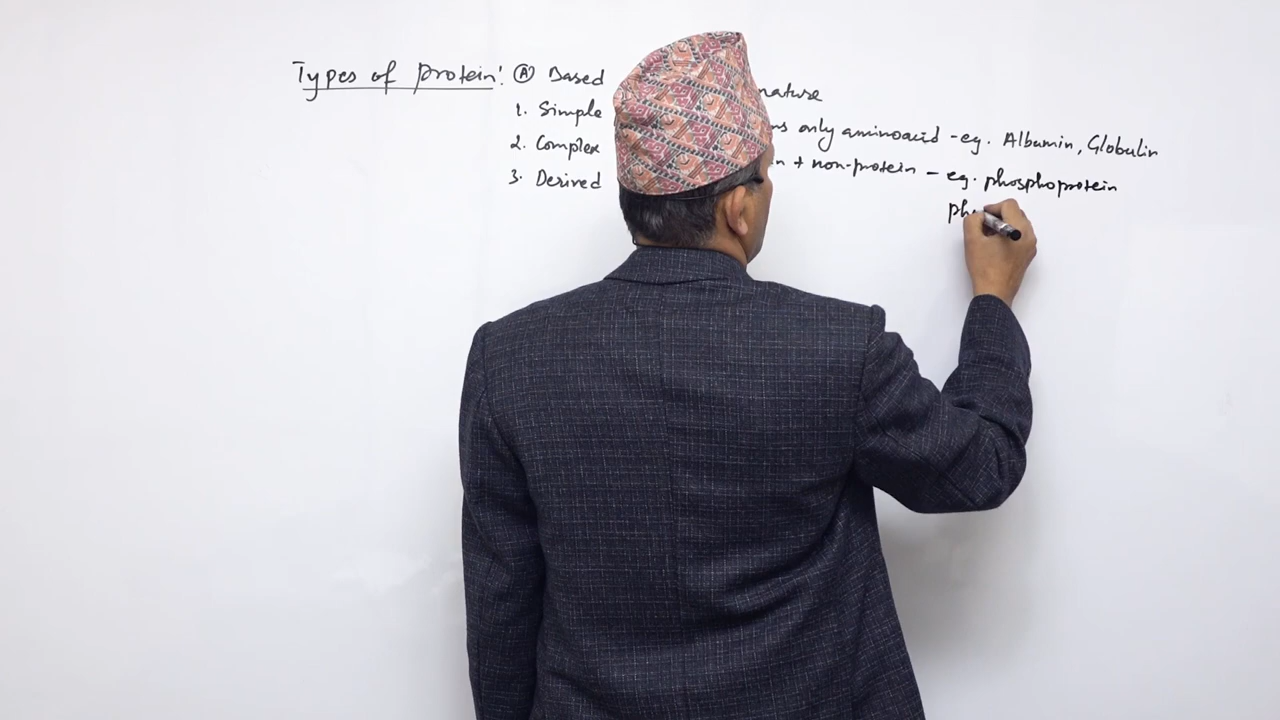 Types of protein: Ⓐ Based nature
1. Simple only aminoacid - eg. Albumin, Globulin
2. Complex + non-protein - eg. phosphoprotein
3. Derived